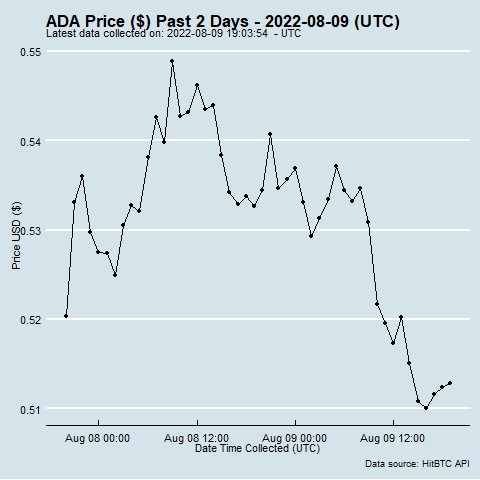 ADA Price ($) Past 2 Days - 2022-08-09 (UTC)
Latest data collected on: 2022-08-09 19:03:54  - UTC
0.55
0.54
0.53
0.52
0.51
Price USD ($)
Aug 08 00:00 Aug 08 12:00 Aug 09 00:00 Aug 09 12:00
Date Time Collected (UTC)
Data source: HitBTC API